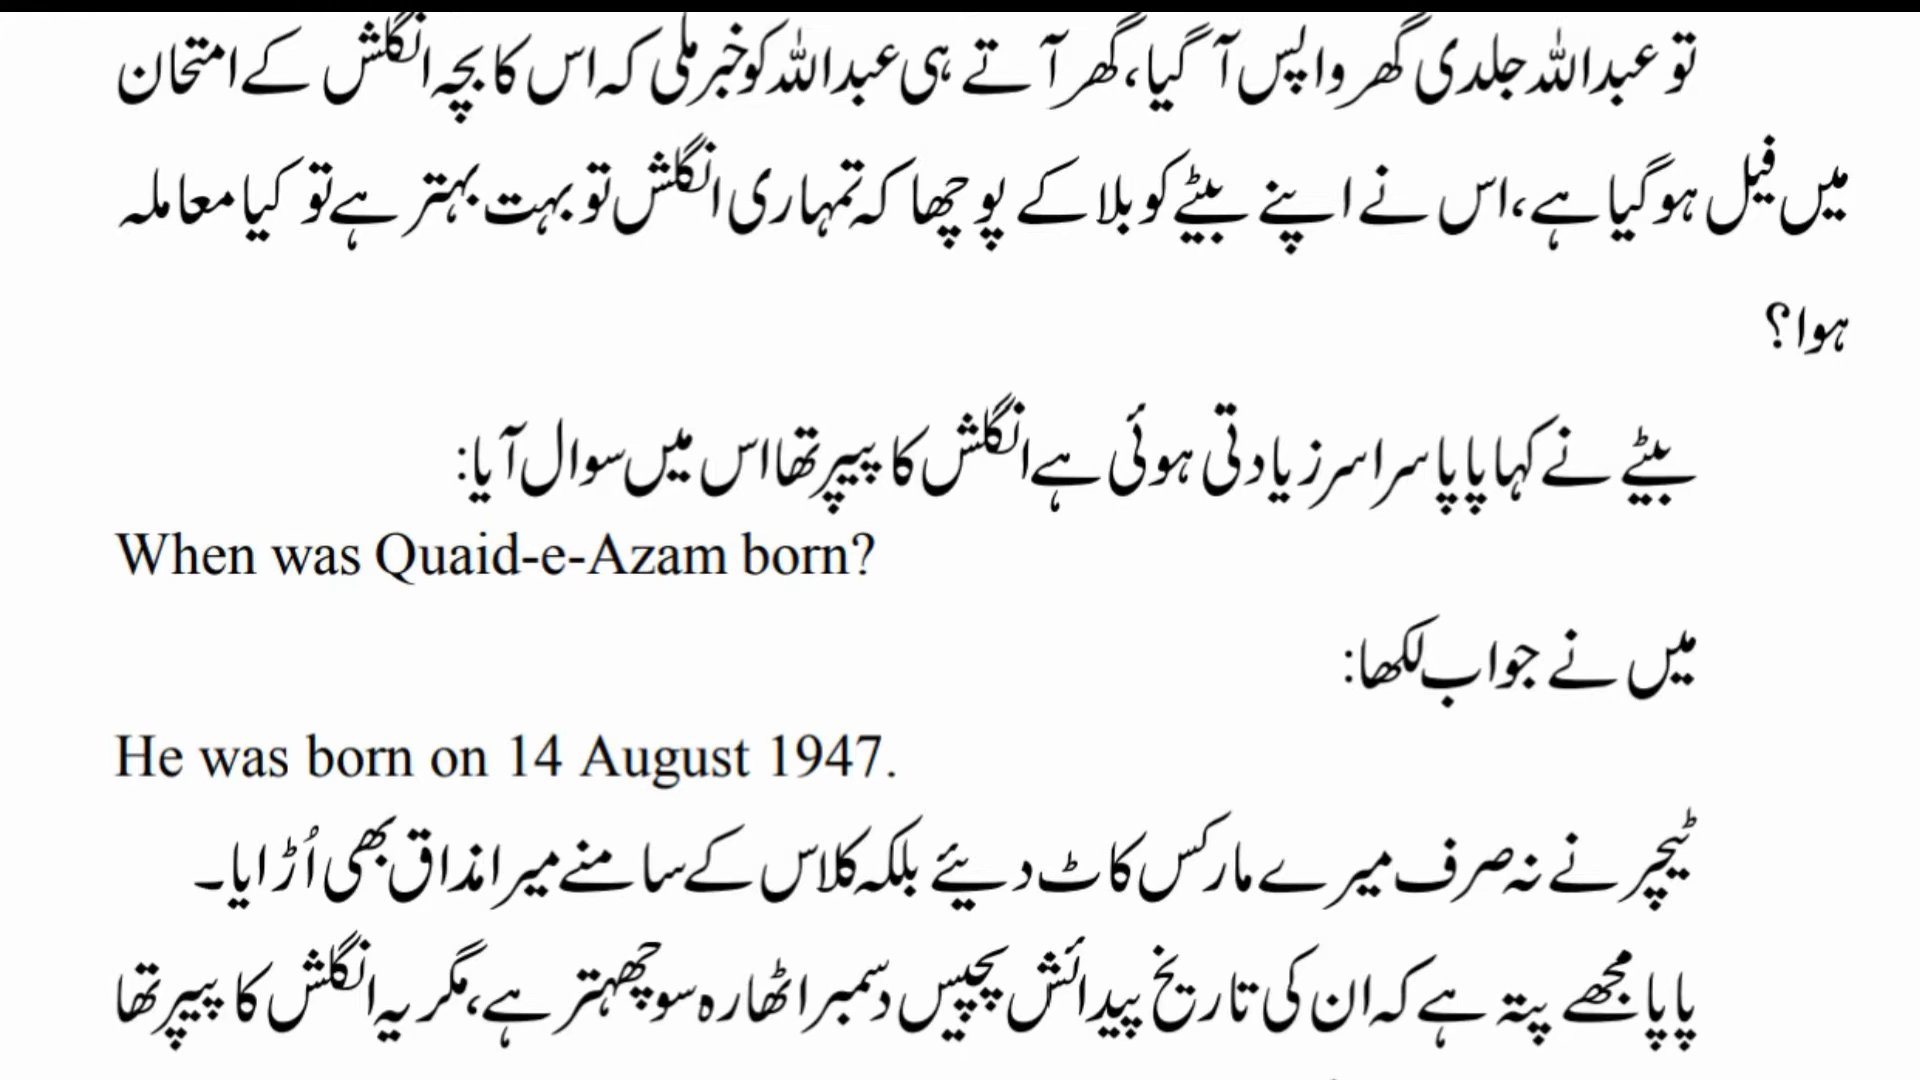 تو عبداللہ جلدی گھر واپس آ گیا، گھر آتے ہی عبداللہ کو خبر ملی کہ اس کا بچہ انگلش کے امتحان
میں فیل ہو گیا ہے، اس نے اپنے بیٹے کو بلا کے پوچھا کہ تمہاری انگلش تو بہت بہتر ہے تو کیا معاملہ
ہوا؟
بیٹے نے کہا پاپا سراسر زیادتی ہوئی ہے انگلش کا پیپر تھا اس میں سوال آیا:
When was Quaid-e-Azam born?
میں نے جواب لکھا:
He was born on 14 August 1947.
ٹیچر نے نہ صرف میرے مارکس کاٹ دیئے بلکہ کلاس کے سامنے میرا مذاق بھی اُڑایا۔
پاپا مجھے پتہ ہے کہ ان کی تاریخ پیدائش پچیس دسمبر اٹھارہ سو چھہتر ہے، مگر یہ انگلش کا پیپر تھا